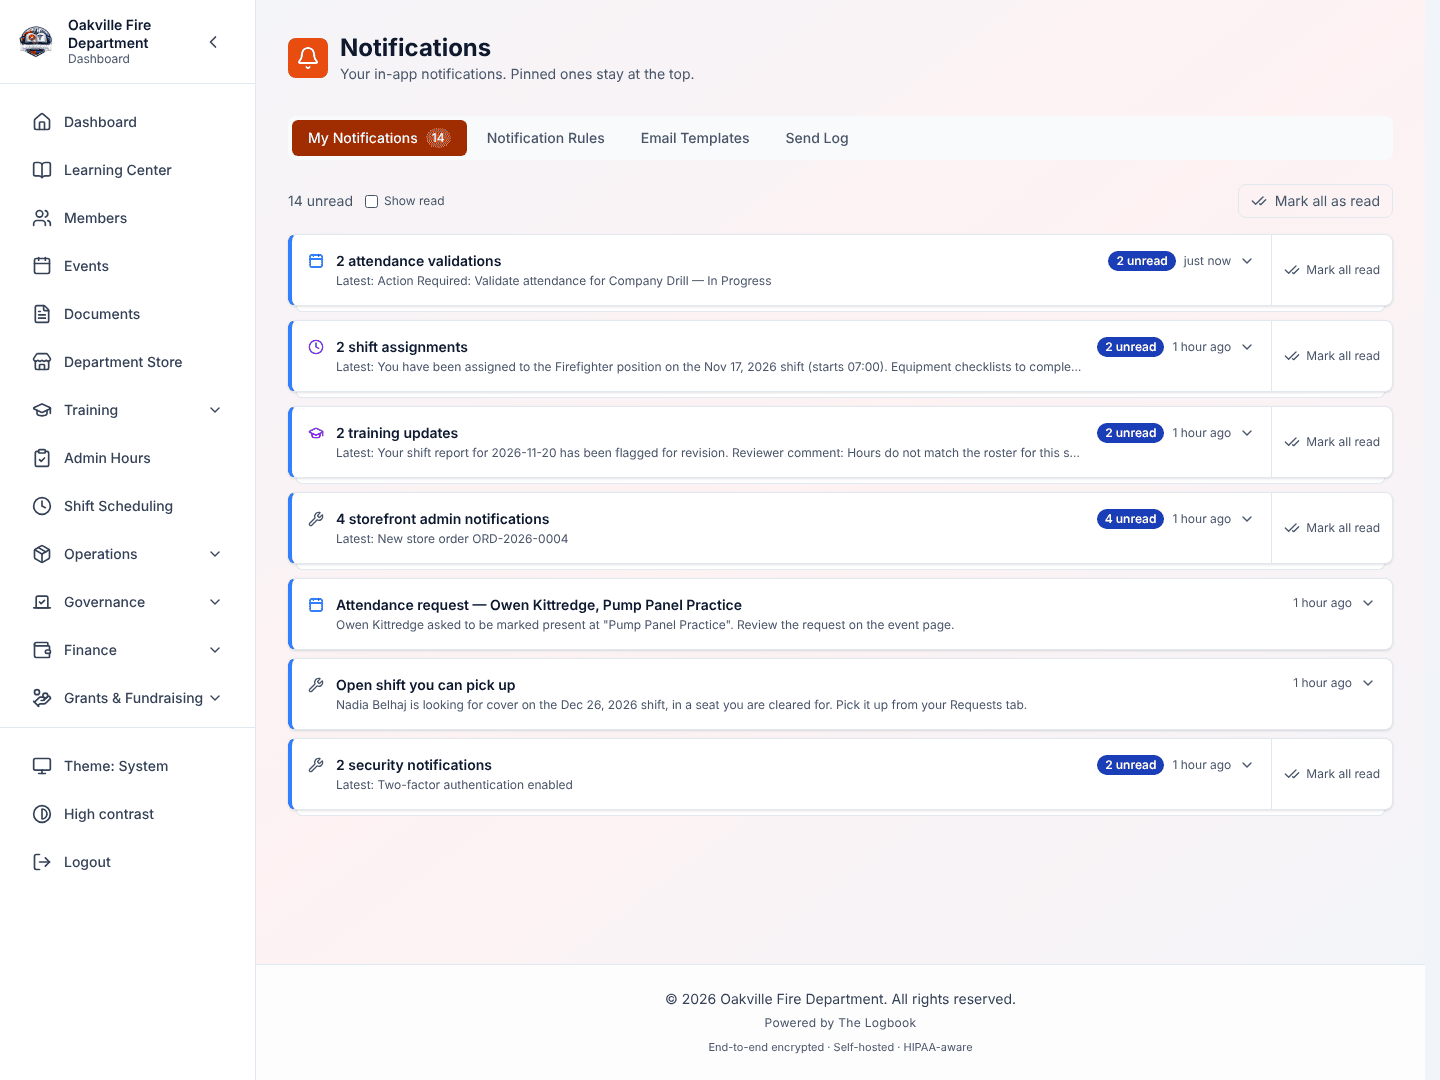 Oakville Fire
Department
Dashboard
Dashboard
Learning Center
Members
Events
Documents
Department Store
Training
Admin Hours
Shift Scheduling
Operations
Governance
Finance
Grants & Fundraising
Theme: System
High contrast
Logout
Notifications
Your in-app notifications. Pinned ones stay at the top.
My Notifications 14 Notification Rules Email Templates Send Log
14 unread Show read Mark all as read
2 attendance validations 2 unread just now
Latest: Action Required: Validate attendance for Company Drill — In Progress
Mark all read
2 shift assignments 2 unread 1 hour ago
Latest: You have been assigned to the Firefighter position on the Nov 17, 2026 shift (starts 07:00). Equipment checklists to comple...
Mark all read
2 training updates 2 unread 1 hour ago
Latest: Your shift report for 2026-11-20 has been flagged for revision. Reviewer comment: Hours do not match the roster for this s...
Mark all read
4 storefront admin notifications 4 unread 1 hour ago
Latest: New store order ORD-2026-0004
Mark all read
Attendance request — Owen Kittredge, Pump Panel Practice 1 hour ago
Owen Kittredge asked to be marked present at "Pump Panel Practice". Review the request on the event page.
Open shift you can pick up 1 hour ago
Nadia Belhaj is looking for cover on the Dec 26, 2026 shift, in a seat you are cleared for. Pick it up from your Requests tab.
2 security notifications 2 unread 1 hour ago
Latest: Two-factor authentication enabled
Mark all read
© 2026 Oakville Fire Department. All rights reserved.
Powered by The Logbook
End-to-end encrypted · Self-hosted · HIPAA-aware